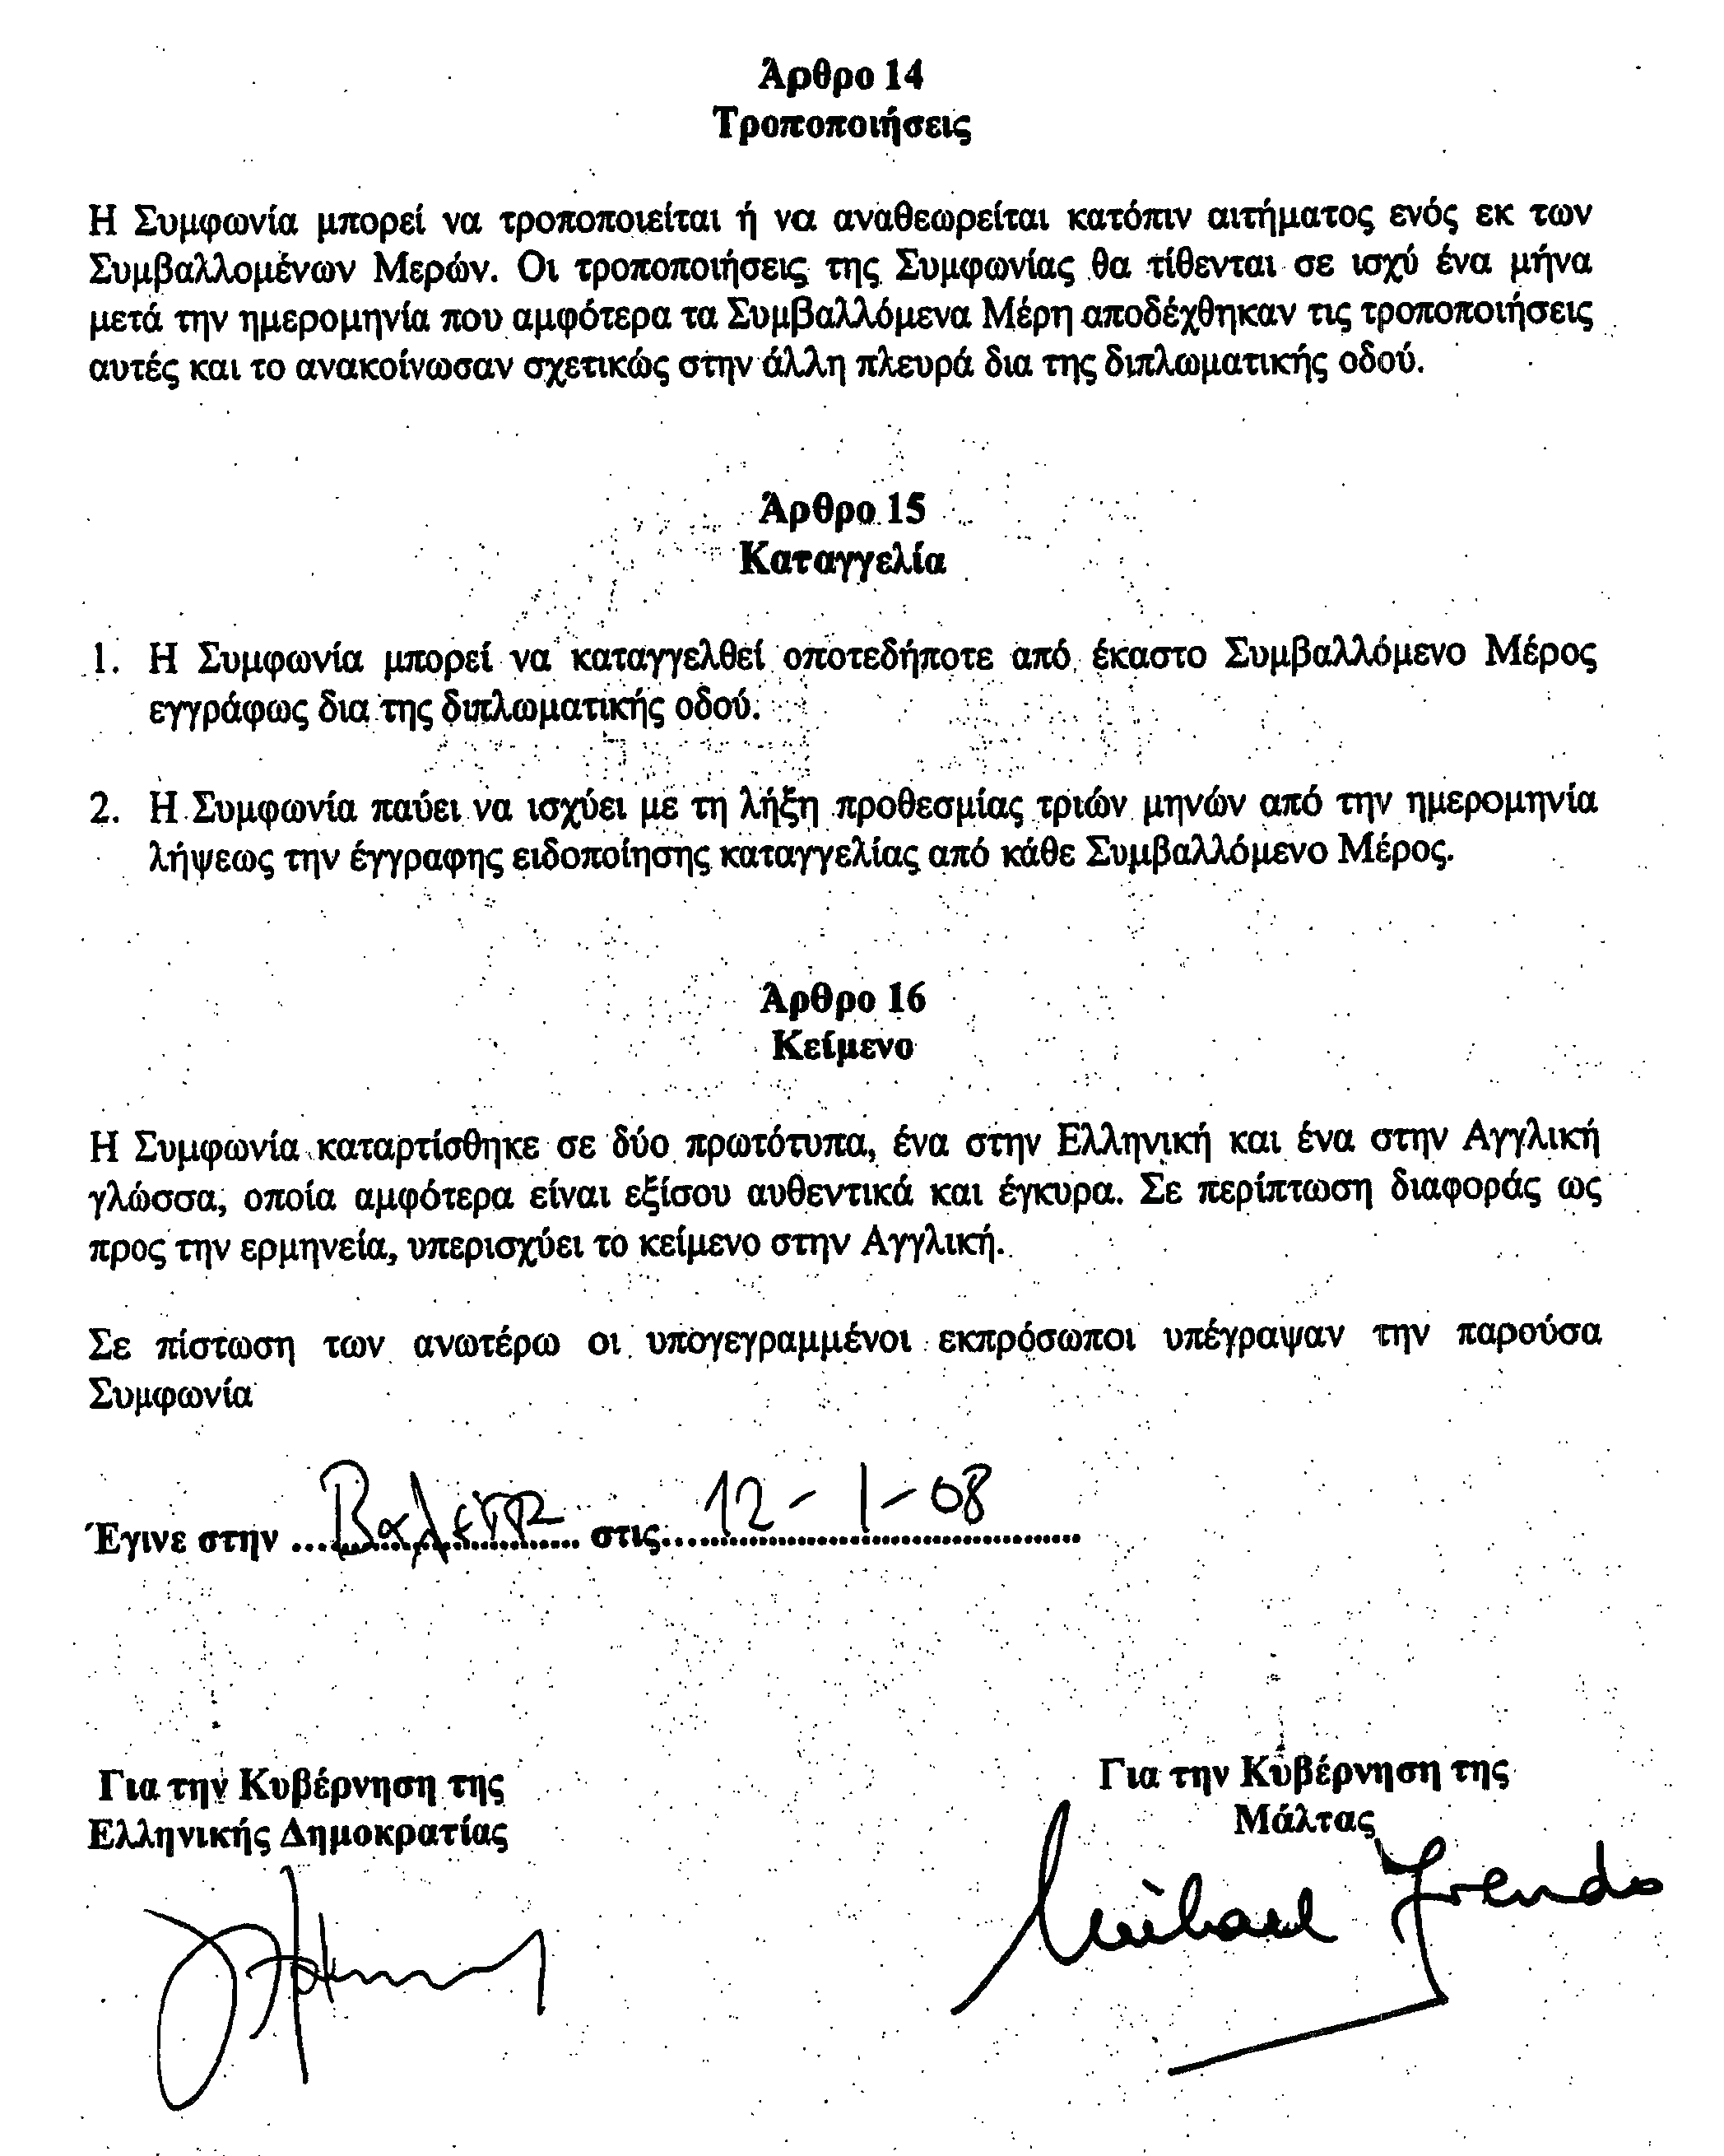 Άρθρο 14
Τροποποιήσεις
Η Συμφωνία μπορεί να τροποποιείται ή να αναθεωρείται κατόπιν αιτήματος ενός εκ των
Συμβαλλομένων Μερών. Οι τροποποιήσεις της Συμφωνίας θα τίθενται σε ισχύ ένα μήνα
μετά την ημερομηνία που αμφότερα τα Συμβαλλόμενα Μέρη αποδέχθηκαν τις τροποποιήσεις
αυτές και το ανακοίνωσαν σχετικώς στην άλλη πλευρά δια της διπλωματικής οδού.
Άρθρο 15
Καταγγελία
1. Η Συμφωνία μπορεί να καταγγελθεί οποτεδήποτε από έκαστο Συμβαλλόμενο Μέρος
εγγράφως δια της διπλωματικής οδού.
2. Η Συμφωνία παύει να ισχύει με τη λήξη προθεσμίας τριών μηνών από την ημερομηνία
λήψεως την έγγραφης ειδοποίησης καταγγελίας από κάθε Συμβαλλόμενο Μέρος.
Άρθρο 16
Κείμενο
Η Συμφωνία καταρτίσθηκε σε δύο πρωτότυπα, ένα στην Ελληνική και ένα στην Αγγλική
γλώσσα, οποία αμφότερα είναι εξίσου αυθεντικά και έγκυρα. Σε περίπτωση διαφοράς ως
προς την ερμηνεία, υπερισχύει το κείμενο στην Αγγλική.
Σε πίστωση των ανωτέρω οι υπογεγραμμένοι εκπρόσωποι υπέγραψαν την παρούσα
Συμφωνία
Έγινε στην ...Βαλέττα... στις...12-1-08...
Για την Κυβέρνηση της
Ελληνικής Δημοκρατίας
Για την Κυβέρνηση της
Μάλτας
Michael Frendo